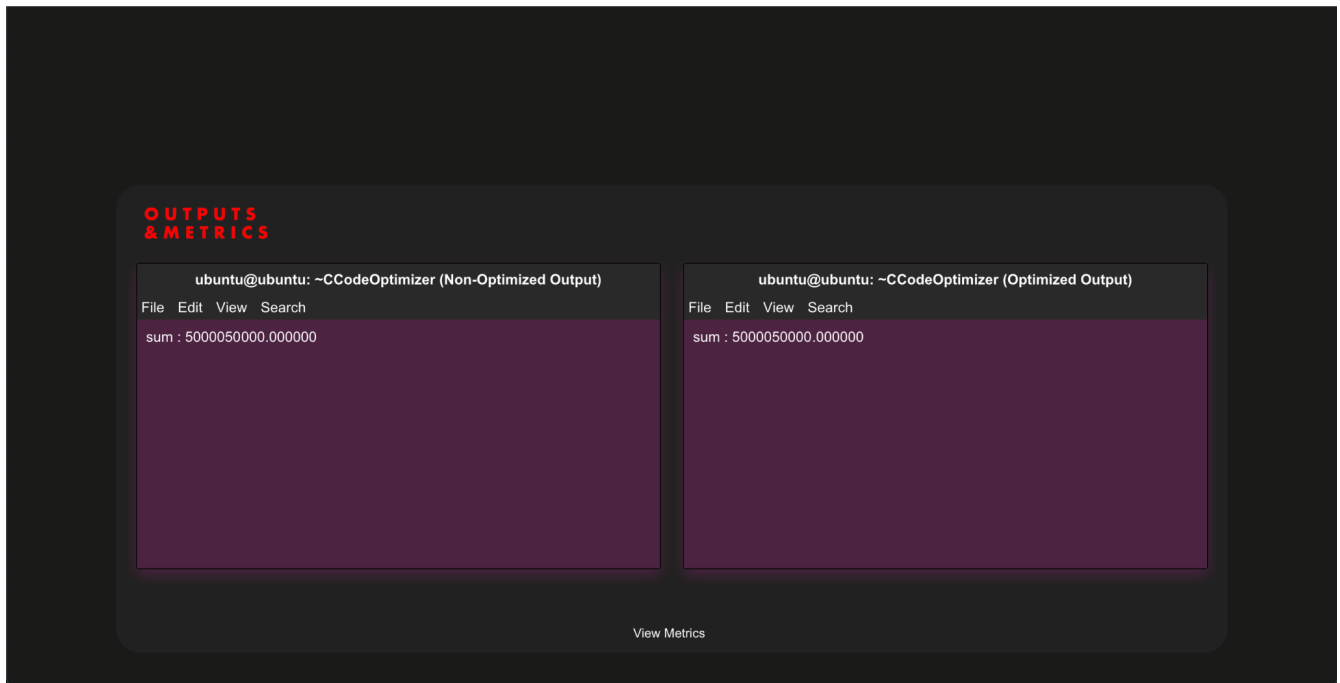 OUTPUTS
&METRICS
ubuntu@ubuntu: ~CCodeOptimizer (Non-Optimized Output)
File Edit View Search
sum : 5000050000.000000
ubuntu@ubuntu: ~CCodeOptimizer (Optimized Output)
File Edit View Search
sum : 5000050000.000000
View Metrics